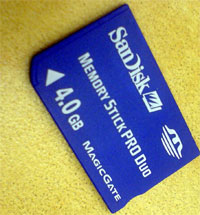 SanDisk
MEMORY STICK PRO DUO
4.0 GB
MAGICGATE